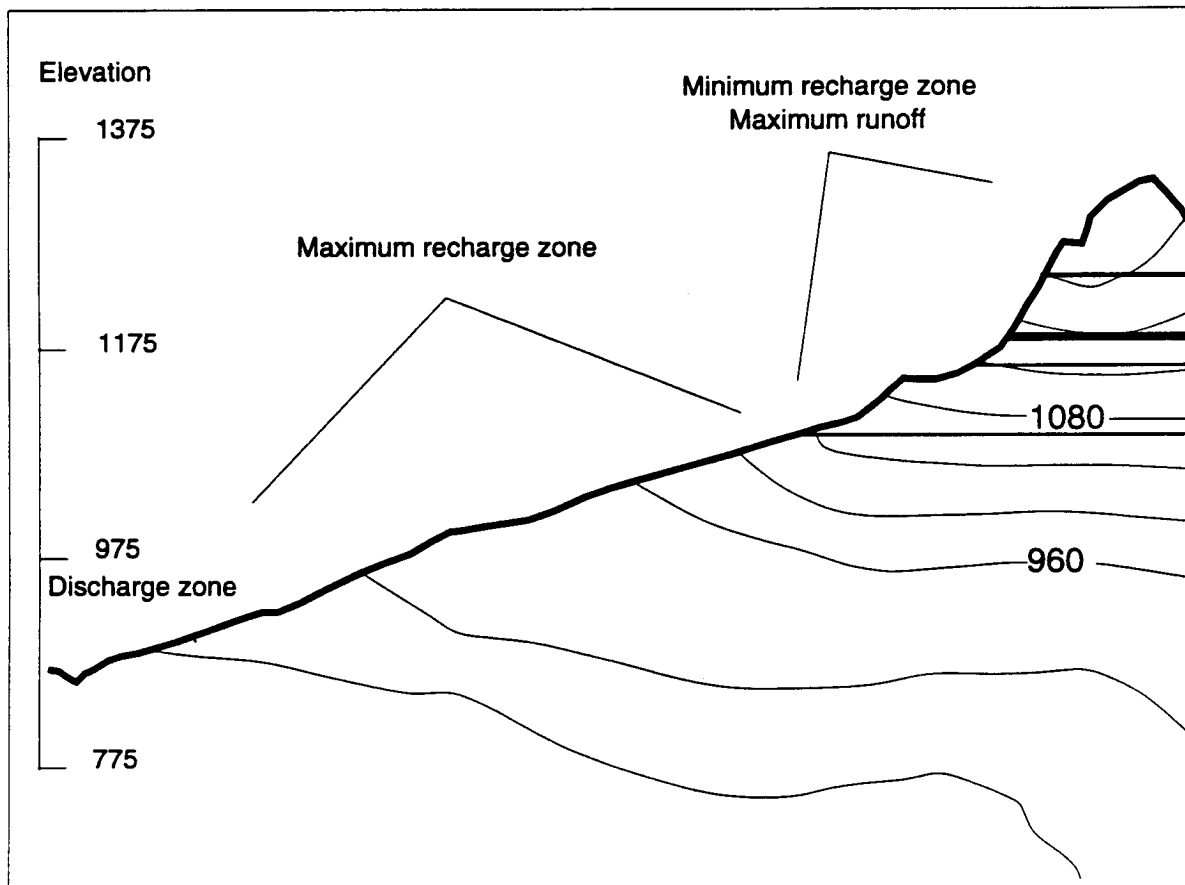 Elevation
1375
Minimum recharge zone
Maximum runoff
Maximum recharge zone
1175
1080
975
960
Discharge zone
775